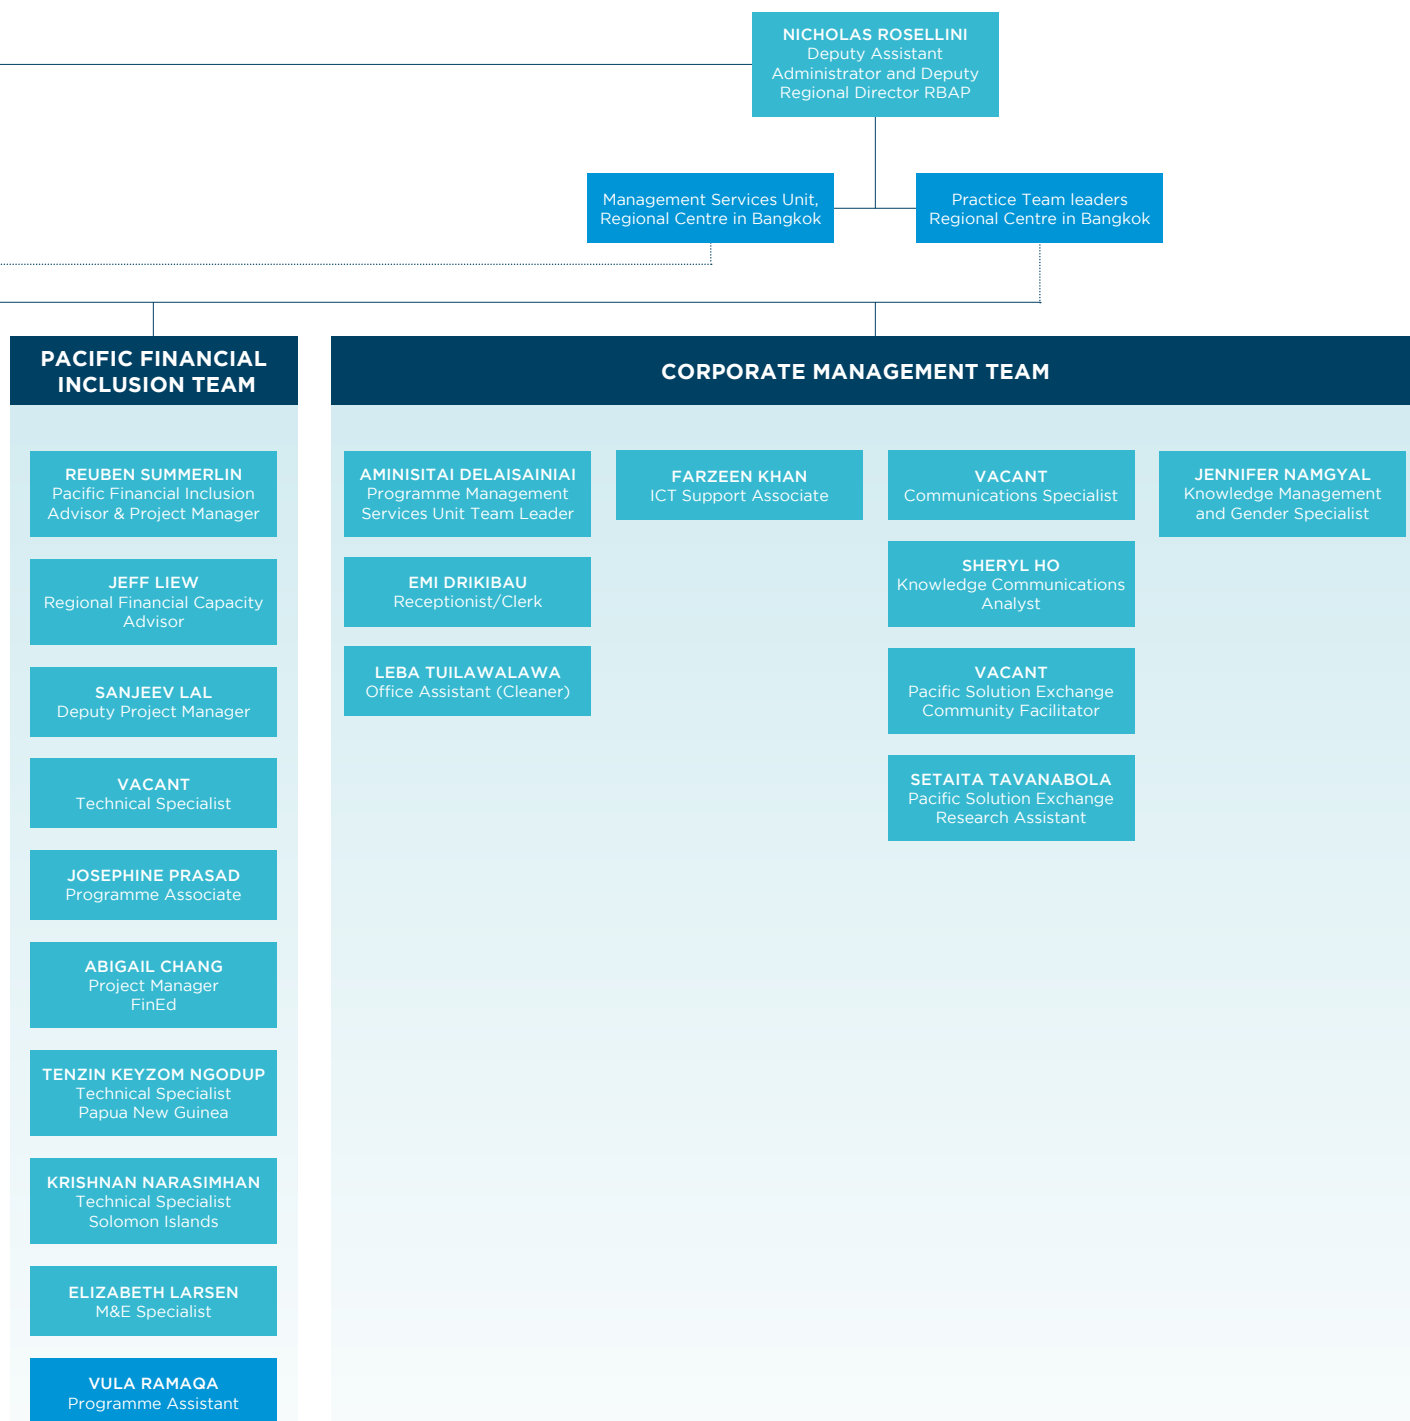 NICHOLAS ROSELLINI
Deputy Assistant
Administrator and Deputy
Regional Director RBAP
Management Services Unit,
Regional Centre in Bangkok
Practice Team leaders
Regional Centre in Bangkok
PACIFIC FINANCIAL
INCLUSION TEAM
REUBEN SUMMERLIN
Pacific Financial Inclusion
Advisor & Project Manager
JEFF LIEW
Regional Financial Capacity
Advisor
SANJEEV LAL
Deputy Project Manager
VACANT
Technical Specialist
JOSEPHINE PRASAD
Programme Associate
ABIGAIL CHANG
Project Manager
FinEd
TENZIN KEYZOM NGODUP
Technical Specialist
Papua New Guinea
KRISHNAN NARASIMHAN
Technical Specialist
Solomon Islands
ELIZABETH LARSEN
M&E Specialist
VULA RAMAQA
Programme Assistant
CORPORATE MANAGEMENT TEAM
AMINISITAI DELAISAINIAI
Programme Management
Services Unit Team Leader
EMI DRIKIBAU
Receptionist/Clerk
LEBA TUILAWALAWA
Office Assistant (Cleaner)
FARZEEN KHAN
ICT Support Associate
VACANT
Communications Specialist
SHERYL HO
Knowledge Communications
Analyst
VACANT
Pacific Solution Exchange
Community Facilitator
SETAITA TAVANABOLA
Pacific Solution Exchange
Research Assistant
JENNIFER NAMGYAL
Knowledge Management
and Gender Specialist